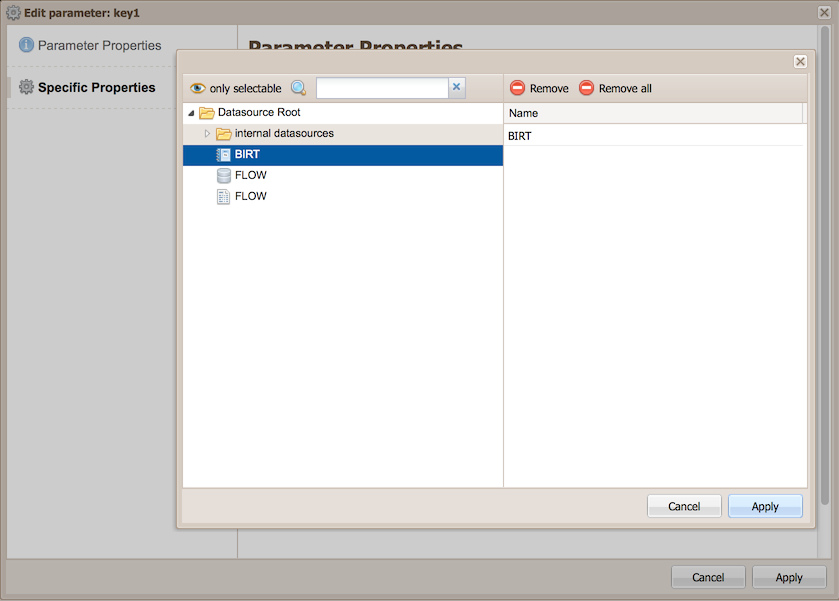 Edit parameter: key1
Parameter Properties
Specific Properties
Parameter Properties
only selectable
Remove
Remove all
Datasource Root
internal datasources
BIRT
FLOW
FLOW
Name
BIRT
Cancel
Apply
Cancel
Apply